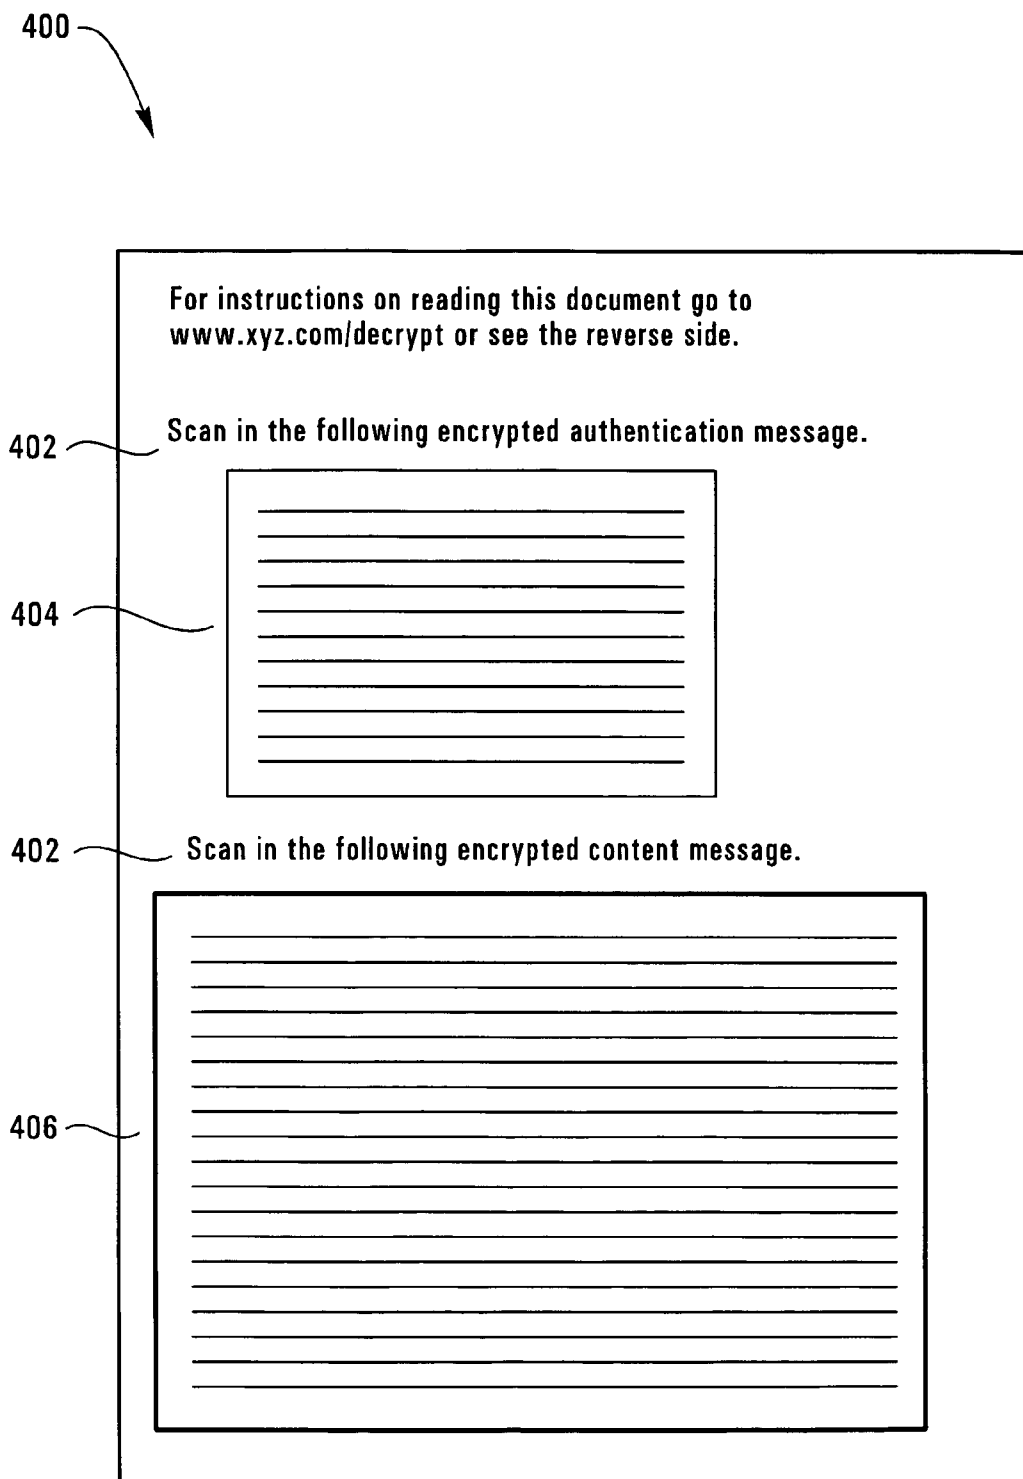 400
For instructions on reading this document go to
www.xyz.com/decrypt or see the reverse side.
402
Scan in the following encrypted authentication message.
404
402
Scan in the following encrypted content message.
406